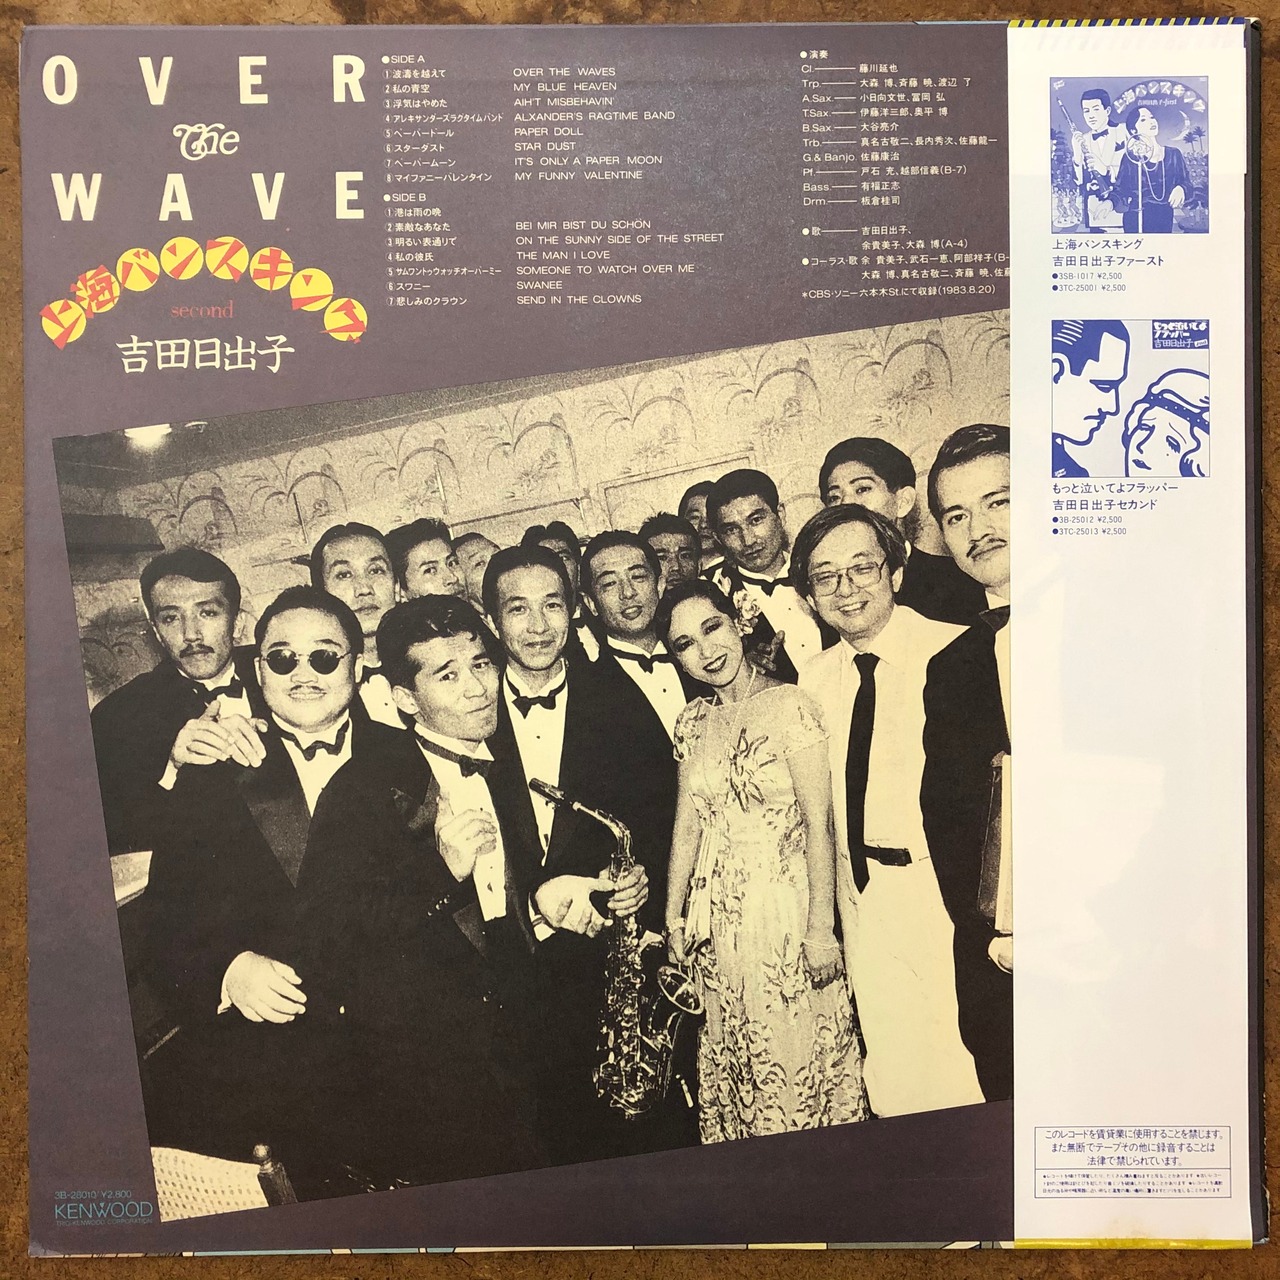 OVER
The
WAVE
上海バンスキング
second
吉田日出子
●SIDE A
1 波濤を越えて OVER THE WAVES
2 私の青空 MY BLUE HEAVEN
3 浮気はやめた AIH'T MISBEHAVIN'
4 アレキサンダーズラグタイムバンド ALXANDER'S RAGTIME BAND
5 ペーパードール PAPER DOLL
6 スターダスト STAR DUST
7 ペーパームーン IT'S ONLY A PAPER MOON
8 マイファニーバレンタイン MY FUNNY VALENTINE
●SIDE B
1 港は雨の晩
2 素敵なあなた BEI MIR BIST DU SCHÖN
3 明るい表通りで ON THE SUNNY SIDE OF THE STREET
4 私の彼氏 THE MAN I LOVE
5 サムワントゥウォッチオーバーミー SOMEONE TO WATCH OVER ME
6 スワニー SWANEE
7 悲しみのクラウン SEND IN THE CLOWNS
●演奏
Cl.――藤川延也
Trp.――大森 博、斉藤 暁、渡辺 了
A.Sax.――小日向文世、冨岡 弘
T.Sax.――伊藤洋三郎、奥平 博
B.Sax.――大谷亮介
Trb.――真名古敬二、長内秀次、佐藤龍一
G.& Banjo. 佐藤康治
Pf.――戸石 充、越部信義(B-7)
Bass.――有福正志
Drm.――板倉桂司
●歌――吉田日出子、
余貴美子、大森 博(A-4)
●コーラス・歌 余 貴美子、武石一恵、阿部祥子(B-
大森 博、真名古敬二、斉藤 暁、佐
*CBS・ソニー六本木St.にて収録(1983.8.20)
3B-28010/¥2,800
KENWOOD
TRIO-KENWOOD CORPORATION
上海バンスキング
吉田日出子ファースト
●3SB-1017 ¥2,500
●3TC-25001 ¥2,500
もっと泣いてよ
フラッパー
吉田日出子
もっと泣いてよフラッパー
吉田日出子セカンド
●3B-25012 ¥2,500
●3TC-25013 ¥2,500
このレコードを賃貸業に使用することを禁じます。
また無断でテープその他に録音することは
法律で禁じられています。